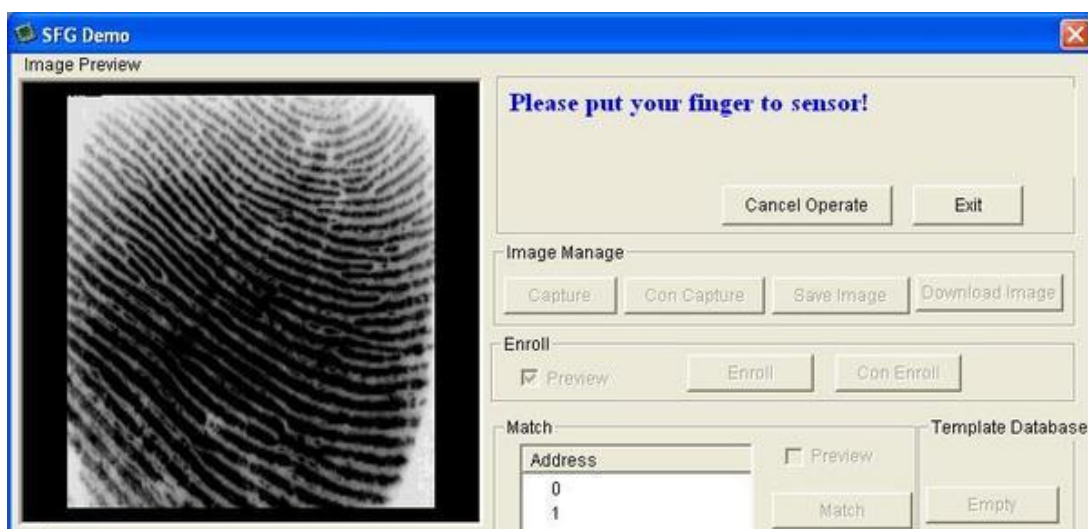 SFG Demo
Image Preview
Please put your finger to sensor!
Cancel Operate Exit
Image Manage
Capture Con Capture Save Image Download Image
Enroll
Preview Enroll Con Enroll
Match
Address
0
1
Preview
Match
Template Database
Empty